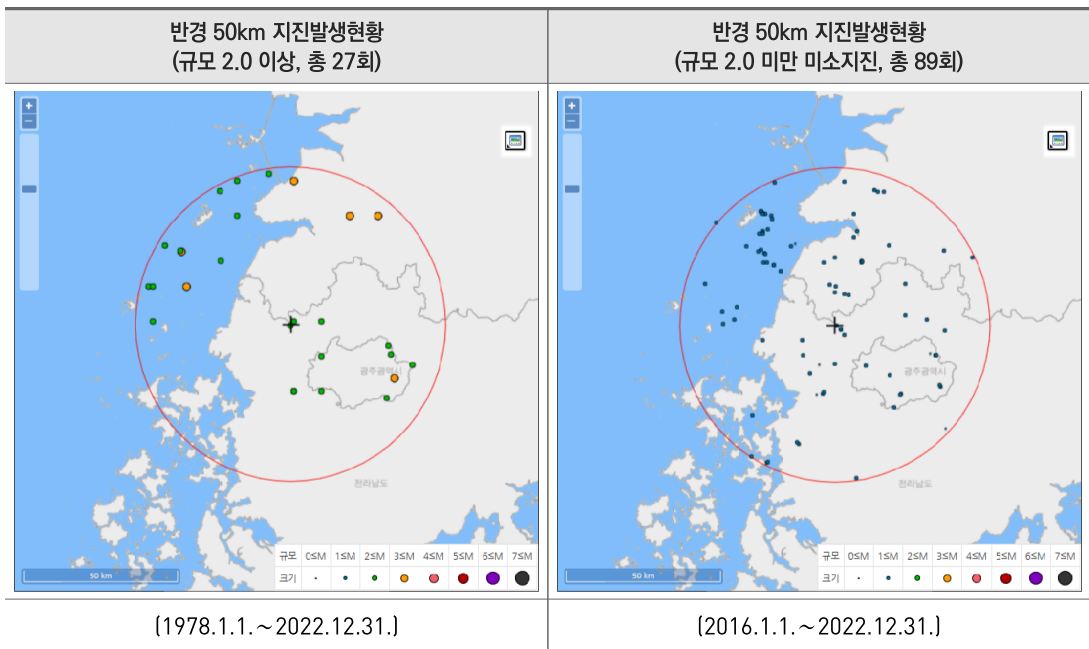 반경 50km 지진발생현황
(규모 2.0 이상, 총 27회)
반경 50km 지진발생현황
(규모 2.0 미만 미소지진, 총 89회)
+
−
광주광역시
전라남도
규모 0≤M 1≤M 2≤M 3≤M 4≤M 5≤M 6≤M 7≤M
크기
50 km
+
−
광주광역시
전라남도
규모 0≤M 1≤M 2≤M 3≤M 4≤M 5≤M 6≤M 7≤M
크기
50 km
(1978.1.1.~2022.12.31.)
(2016.1.1.~2022.12.31.)